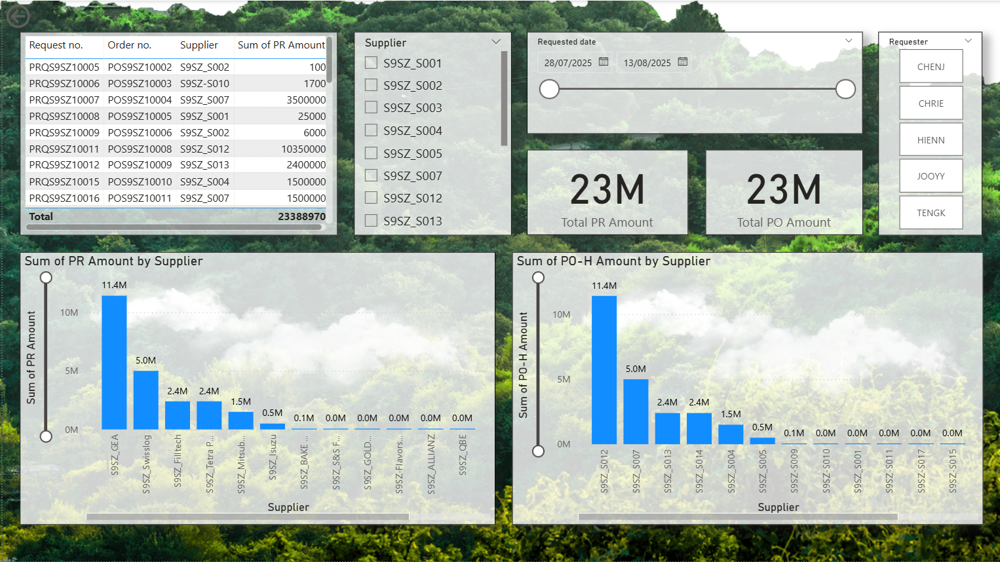 Request no. Order no. Supplier Sum of PR Amount
PRQS9SZ10005 POS9SZ10002 S9SZ_S002 100
PRQS9SZ10006 POS9SZ10003 S9SZ-S010 1700
PRQS9SZ10007 POS9SZ10004 S9SZ_S007 3500000
PRQS9SZ10008 POS9SZ10005 S9SZ_S001 25000
PRQS9SZ10009 POS9SZ10006 S9SZ_S002 6000
PRQS9SZ10011 POS9SZ10008 S9SZ_S012 10350000
PRQS9SZ10012 POS9SZ10009 S9SZ_S013 2400000
PRQS9SZ10015 POS9SZ10010 S9SZ_S004 1500000
PRQS9SZ10016 POS9SZ10011 S9SZ_S007 1500000
Total 23388970
Supplier
S9SZ_S001
S9SZ_S002
S9SZ_S003
S9SZ_S004
S9SZ_S005
S9SZ_S007
S9SZ_S012
S9SZ_S013
Requested date
28/07/2025 13/08/2025
23M
Total PR Amount
23M
Total PO Amount
Requester
CHENJ
CHRIE
HIENN
JOOYY
TENGK
Sum of PR Amount by Supplier
Sum of PR Amount
10M
5M
0M
11.4M
5.0M
2.4M
2.4M
1.5M
0.5M
0.1M
0.0M
0.0M
0.0M
0.0M
0.0M
S9SZ_GEA
S9SZ_Swisslog
S9SZ_Filltech
S9SZ_Tetra P...
S9SZ_Mitsub...
S9SZ_Isuzu
S9SZ_BAKE ...
S9SZ_S&S F...
S9SZ_GOLD...
S9SZ-Flavors...
S9SZ_ALLIANZ
S9SZ_QBE
Supplier
Sum of PO-H Amount by Supplier
Sum of PO-H Amount
10M
5M
0M
11.4M
5.0M
2.4M
2.4M
1.5M
0.5M
0.1M
0.0M
0.0M
0.0M
0.0M
0.0M
S9SZ_S012
S9SZ_S007
S9SZ_S013
S9SZ_S014
S9SZ_S004
S9SZ_S005
S9SZ-S009
S9SZ-S010
S9SZ_S001
S9SZ-S011
S9SZ-S017
S9SZ-S015
Supplier